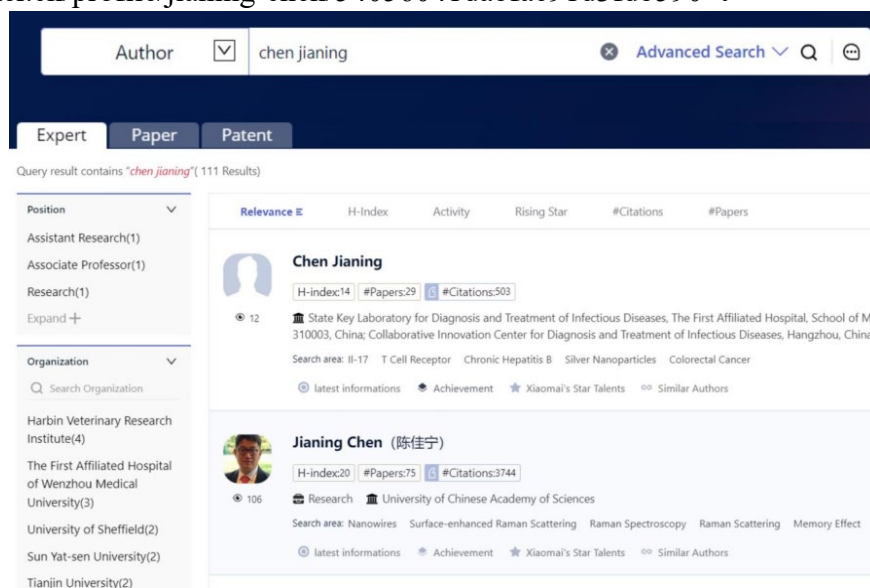 Author
chen jianing
Advanced Search
Expert
Paper
Patent
Query result contains "chen jianing"( 111 Results)
Position
Assistant Research(1)
Associate Professor(1)
Research(1)
Expand
Organization
Search Organization
Harbin Veterinary Research
Institute(4)
The First Affiliated Hospital
of Wenzhou Medical
University(3)
University of Sheffield(2)
Sun Yat-sen University(2)
Tianjin University(2)
Relevance H-Index Activity Rising Star #Citations #Papers
Chen Jianing
H-index:14 #Papers:29 #Citations:503
12
State Key Laboratory for Diagnosis and Treatment of Infectious Diseases, The First Affiliated Hospital, School of M
310003, China; Collaborative Innovation Center for Diagnosis and Treatment of Infectious Diseases, Hangzhou, China
Search area: Il-17 T Cell Receptor Chronic Hepatitis B Silver Nanoparticles Colorectal Cancer
latest informations Achievement Xiaomai's Star Talents Similar Authors
Jianing Chen（陈佳宁）
H-index:20 #Papers:75 #Citations:3744
106
Research University of Chinese Academy of Sciences
Search area: Nanowires Surface-enhanced Raman Scattering Raman Spectroscopy Raman Scattering Memory Effect
latest informations Achievement Xiaomai's Star Talents Similar Authors